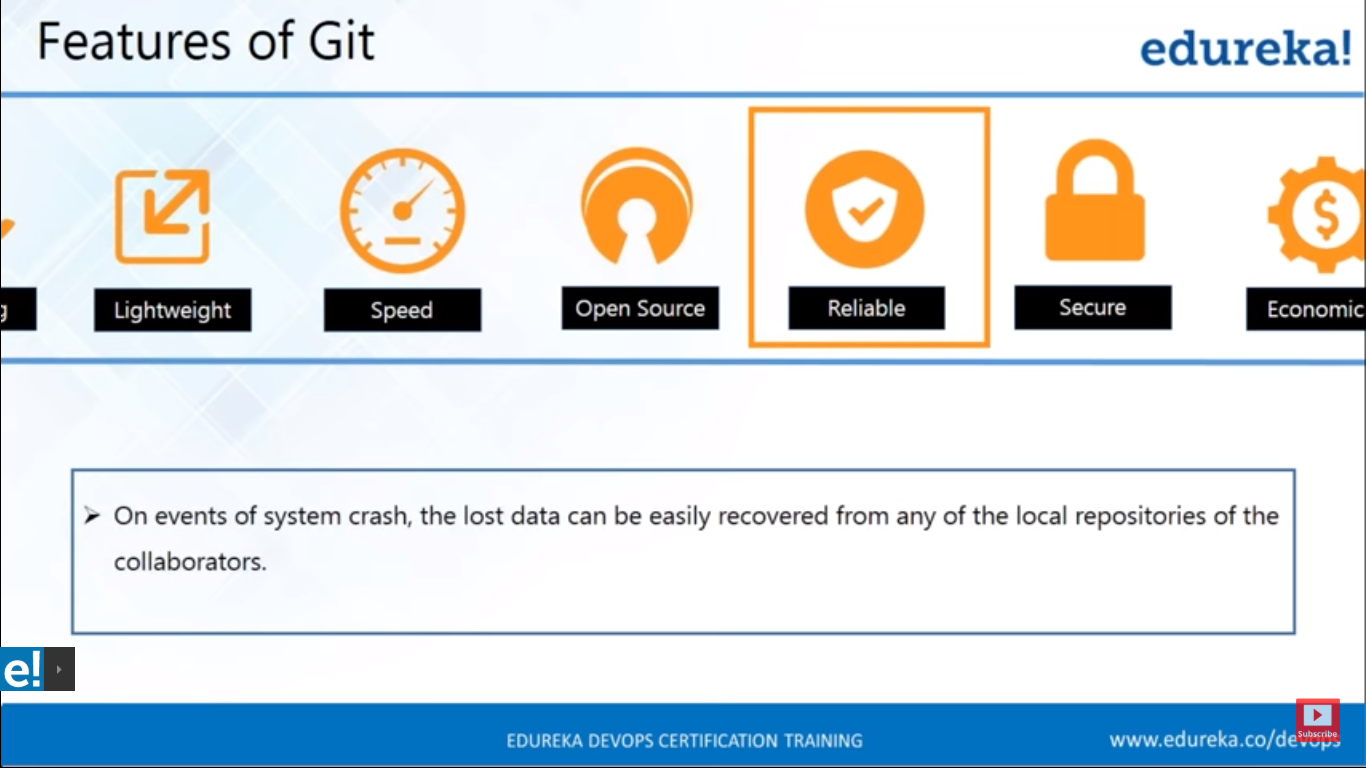 Features of Git
edureka!
g
Lightweight
Speed
Open Source
Reliable
Secure
Economic
➤ On events of system crash, the lost data can be easily recovered from any of the local repositories of the
collaborators.
e!
Subscribe
EDUREKA DEVOPS CERTIFICATION TRAINING
www.edureka.co/devops